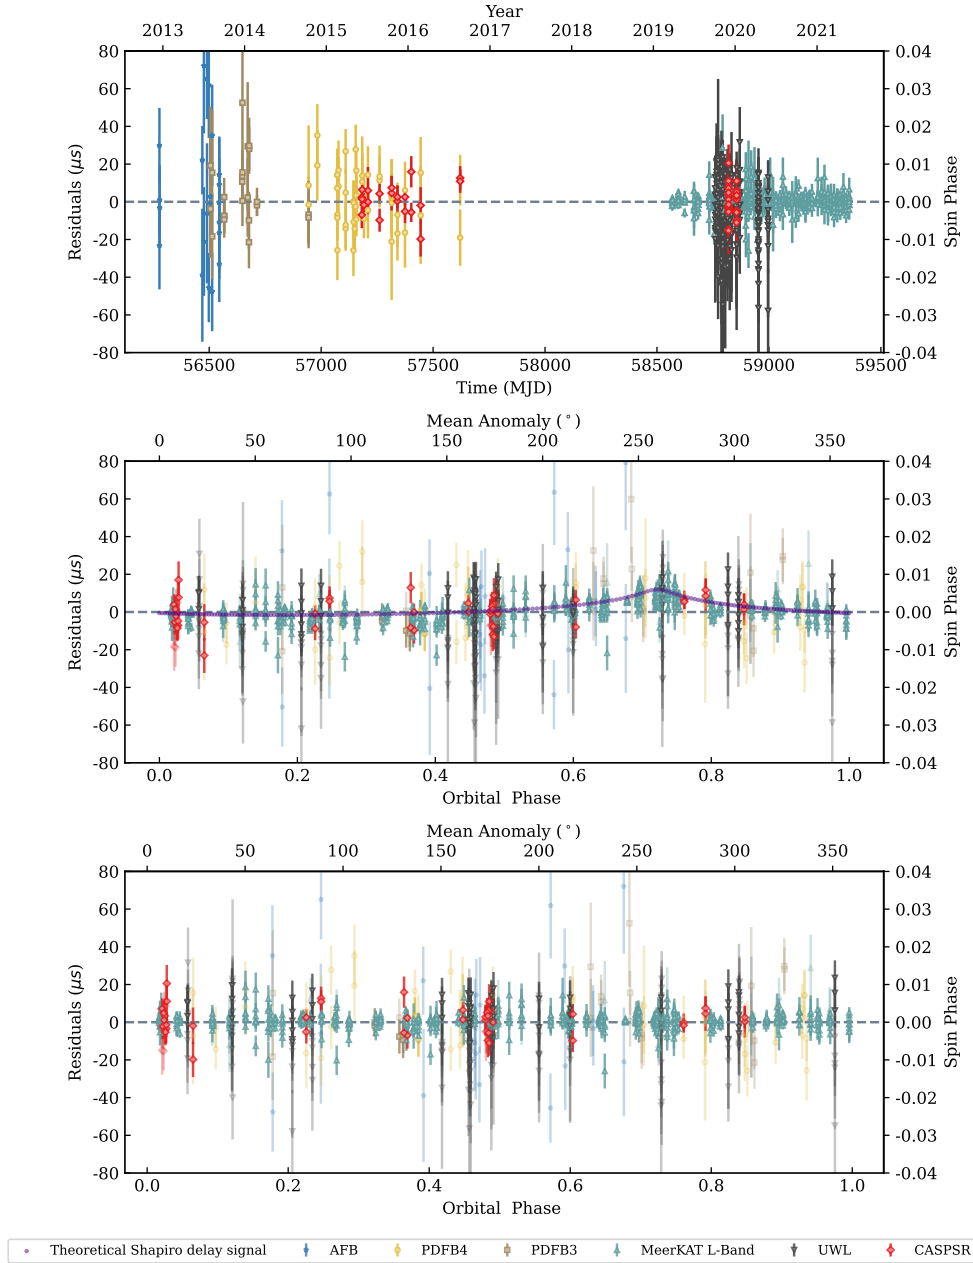 Year
2013 2014 2015 2016 2017 2018 2019 2020 2021
80 0.04
60 0.03
40 0.02
20 0.01
0 0.00
-20 -0.01
-40 -0.02
-60 -0.03
-80 -0.04
Residuals (μs)
Spin Phase
56500 57000 57500 58000 58500 59000 59500
Time (MJD)
Mean Anomaly (°)
0 50 100 150 200 250 300 350
80 0.04
60 0.03
40 0.02
20 0.01
0 0.00
-20 -0.01
-40 -0.02
-60 -0.03
-80 -0.04
Residuals (μs)
Spin Phase
0.0 0.2 0.4 0.6 0.8 1.0
Orbital Phase
Mean Anomaly (°)
0 50 100 150 200 250 300 350
80 0.04
60 0.03
40 0.02
20 0.01
0 0.00
-20 -0.01
-40 -0.02
-60 -0.03
-80 -0.04
Residuals (μs)
Spin Phase
0.0 0.2 0.4 0.6 0.8 1.0
Orbital Phase
Theoretical Shapiro delay signal AFB PDFB4 PDFB3 MeerKAT L-Band UWL CASPSR